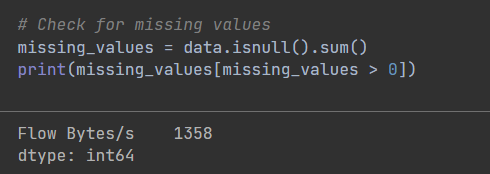 # Check for missing values
missing_values = data.isnull().sum()
print(missing_values[missing_values > 0])
Flow Bytes/s    1358
dtype: int64